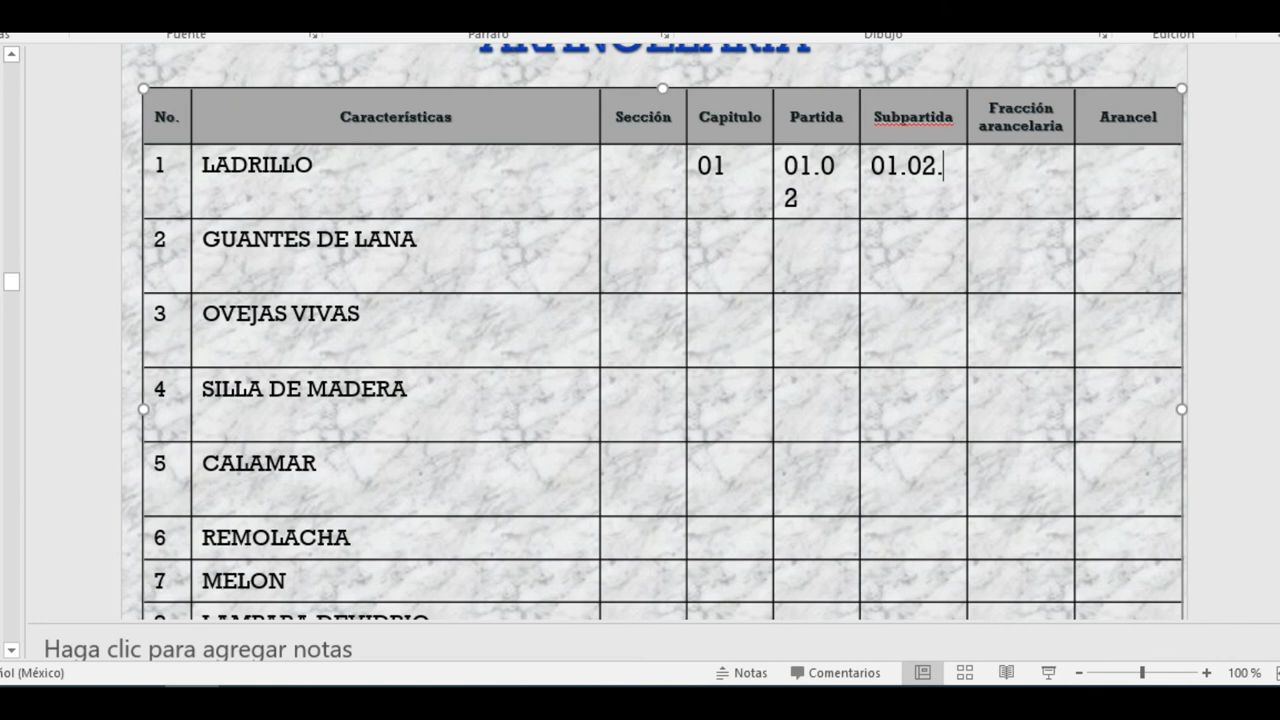 Fuente Párrafo Dibujo Edición
ARANCELARIA
No. Características Sección Capitulo Partida Subpartida Fracción arancelaria Arancel
1 LADRILLO 01 01.0 01.02.
2
2 GUANTES DE LANA
3 OVEJAS VIVAS
4 SILLA DE MADERA
5 CALAMAR
6 REMOLACHA
7 MELON
Haga clic para agregar notas
(México) Notas Comentarios 100 %